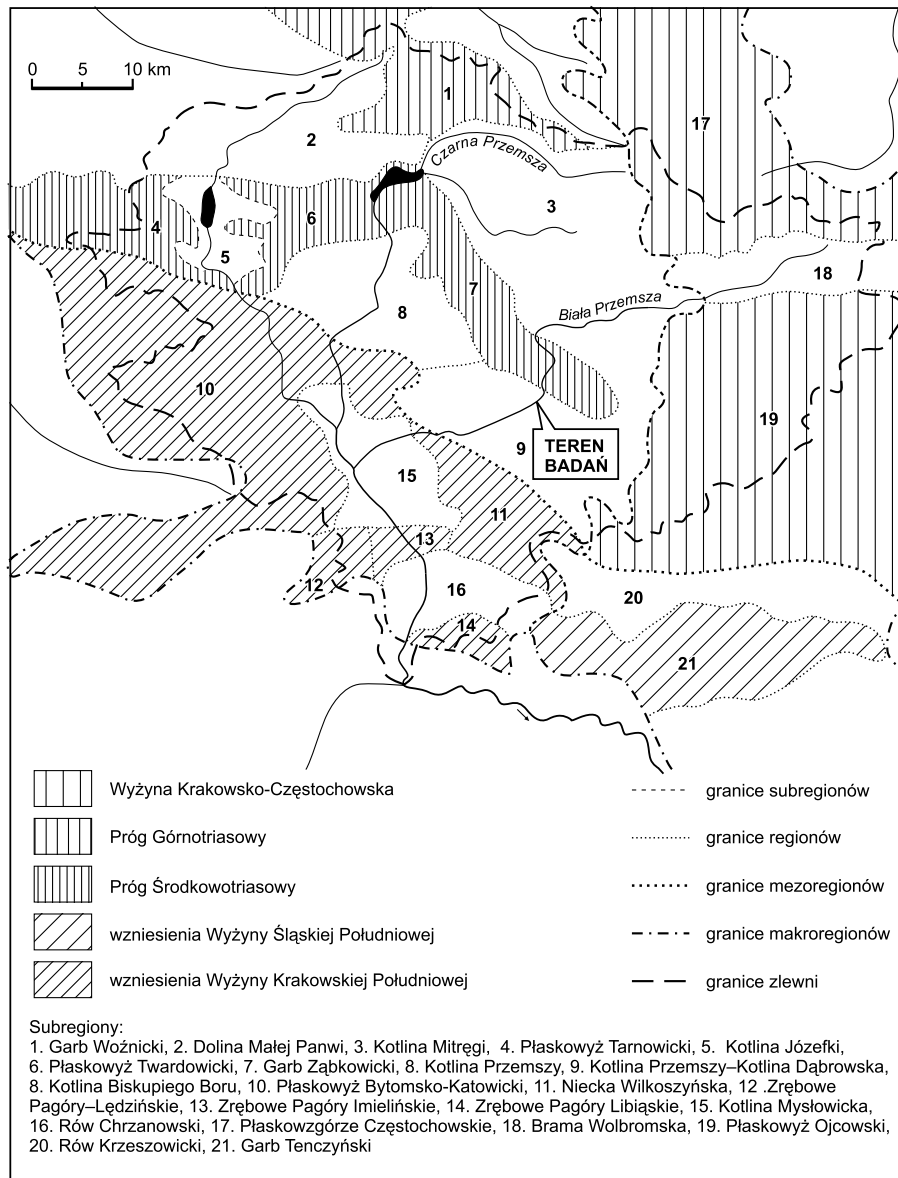 0 5 10 km
1
17
2
Czarna Przemsza
3
4
6
5
18
7
8
Biała Przemsza
10
19
9
TEREN
BADAŃ
15
11
13
12
16
20
14
21
Wyżyna Krakowsko-Częstochowska
Próg Górnotriasowy
Próg Środkowotriasowy
wzniesienia Wyżyny Śląskiej Południowej
wzniesienia Wyżyny Krakowskiej Południowej
granice subregionów
granice regionów
granice mezoregionów
granice makroregionów
granice zlewni
Subregiony:
1. Garb Woźnicki, 2. Dolina Małej Panwi, 3. Kotlina Mitręgi, 4. Płaskowyż Tarnowicki, 5. Kotlina Józefki,
6. Płaskowyż Twardowicki, 7. Garb Ząbkowicki, 8. Kotlina Przemszy, 9. Kotlina Przemszy–Kotlina Dąbrowska,
8. Kotlina Biskupiego Boru, 10. Płaskowyż Bytomsko-Katowicki, 11. Niecka Wilkoszyńska, 12 .Zrębowe
Pagóry–Lędzińskie, 13. Zrębowe Pagóry Imielińskie, 14. Zrębowe Pagóry Libiąskie, 15. Kotlina Mysłowicka,
16. Rów Chrzanowski, 17. Płaskowzgórze Częstochowskie, 18. Brama Wolbromska, 19. Płaskowyż Ojcowski,
20. Rów Krzeszowicki, 21. Garb Tenczyński